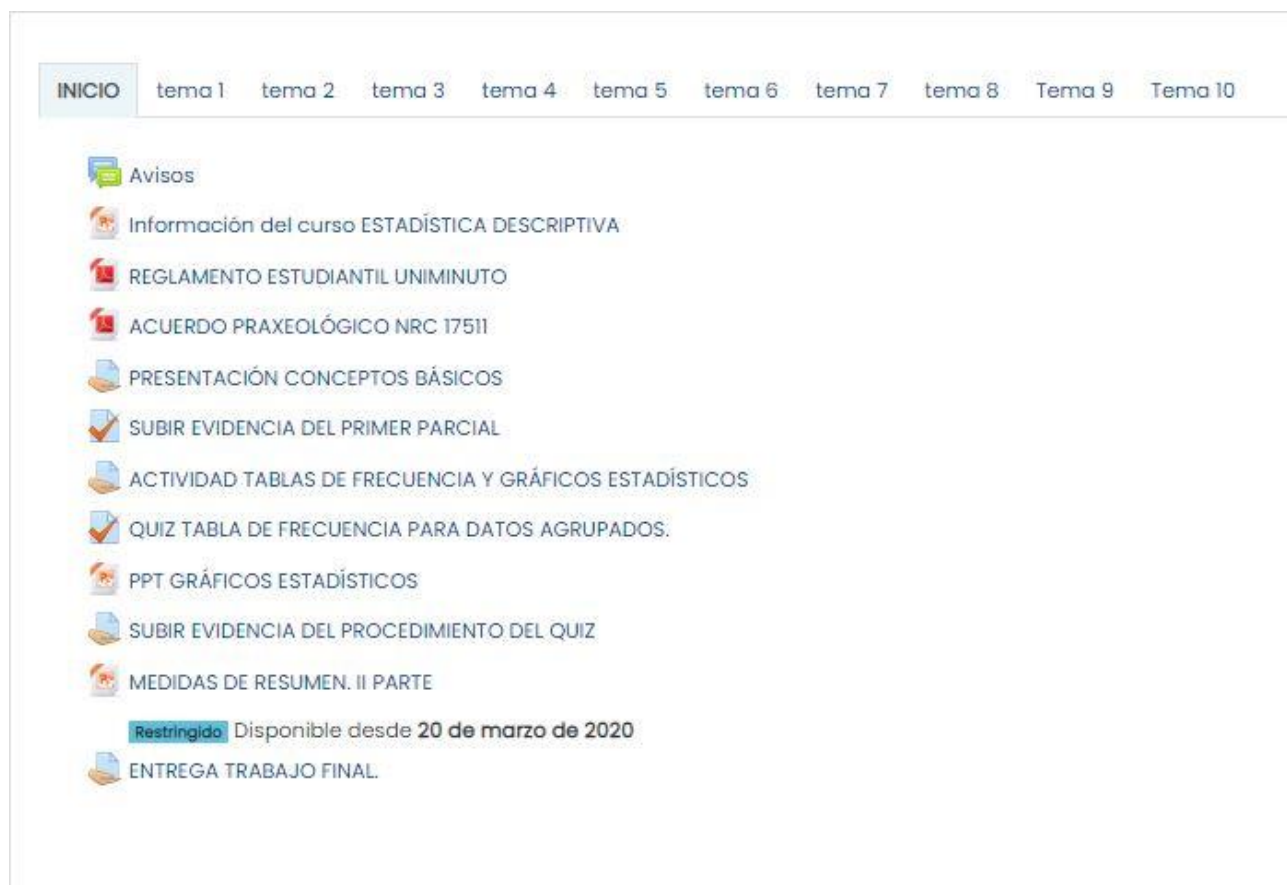 INICIO tema 1 tema 2 tema 3 tema 4 tema 5 tema 6 tema 7 tema 8 Tema 9 Tema 10
Avisos
Información del curso ESTADÍSTICA DESCRIPTIVA
REGLAMENTO ESTUDIANTIL UNIMINUTO
ACUERDO PRAXEOLÓGICO NRC 17511
PRESENTACIÓN CONCEPTOS BÁSICOS
SUBIR EVIDENCIA DEL PRIMER PARCIAL
ACTIVIDAD TABLAS DE FRECUENCIA Y GRÁFICOS ESTADÍSTICOS
QUIZ TABLA DE FRECUENCIA PARA DATOS AGRUPADOS.
PPT GRÁFICOS ESTADÍSTICOS
SUBIR EVIDENCIA DEL PROCEDIMIENTO DEL QUIZ
MEDIDAS DE RESUMEN. II PARTE
Restringido Disponible desde 20 de marzo de 2020
ENTREGA TRABAJO FINAL.